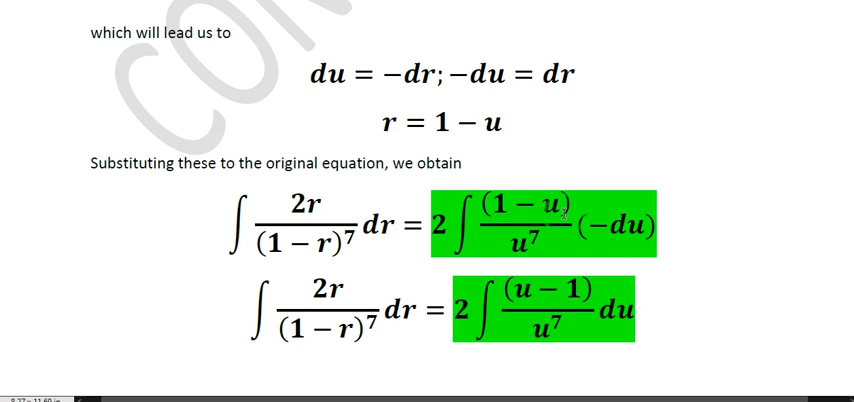 which will lead us to
du = −dr; −du = dr
r = 1 − u
Substituting these to the original equation, we obtain
∫ 2r/(1 − r)⁷ dr = 2 ∫ (1 − u)/u⁷ (−du)
∫ 2r/(1 − r)⁷ dr = 2 ∫ (u − 1)/u⁷ du